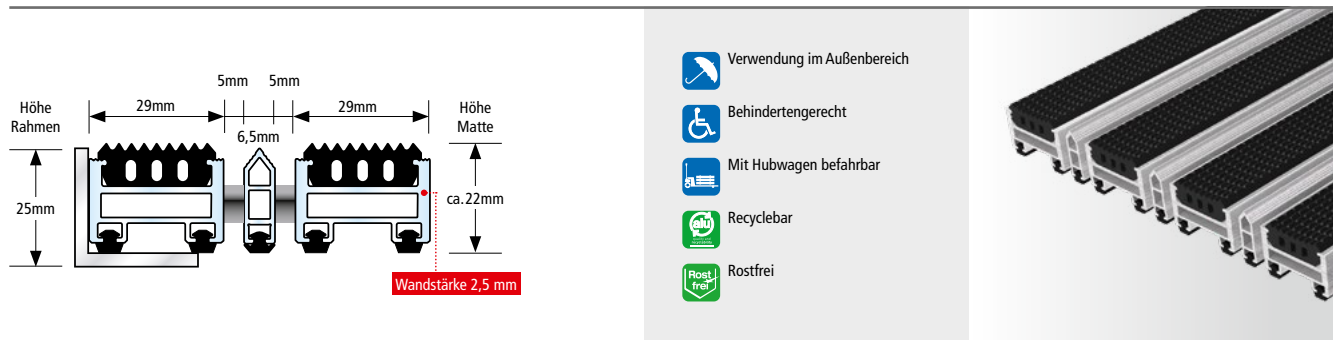 5mm
5mm
Höhe
Rahmen
29mm
29mm
Höhe
Matte
6,5mm
25mm
ca.22mm
Wandstärke 2,5 mm
Verwendung im Außenbereich
Behindertengerecht
Mit Hubwagen befahrbar
alu
Recyclebar
Rost
frei
Rostfrei